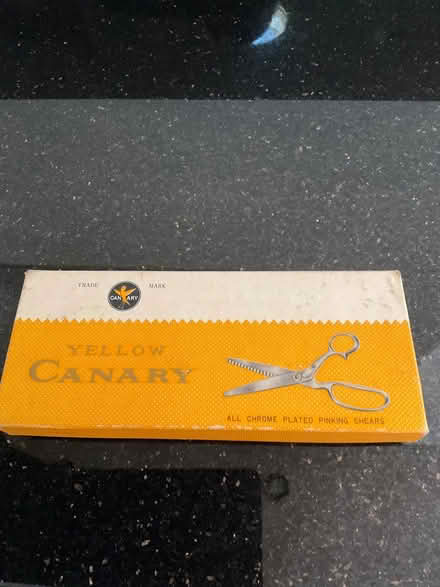 TRADE MARK
CANARY
YELLOW
CANARY
ALL CHROME PLATED PINKING SHEARS